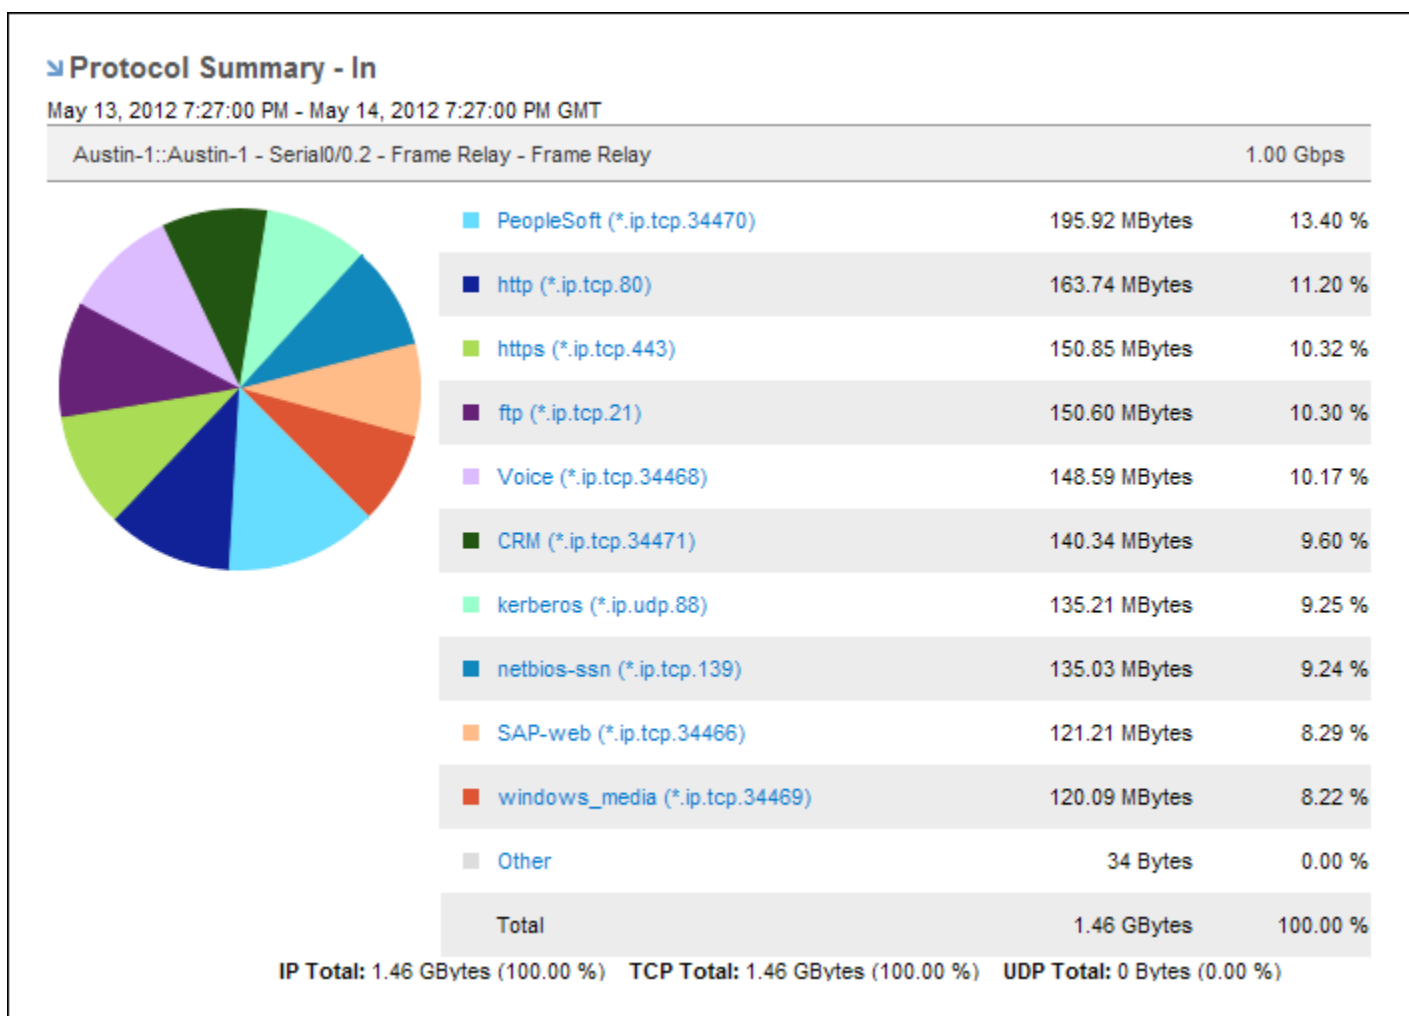 Protocol Summary - In
May 13, 2012 7:27:00 PM - May 14, 2012 7:27:00 PM GMT
Austin-1::Austin-1 - Serial0/0.2 - Frame Relay - Frame Relay 1.00 Gbps
PeopleSoft (*.ip.tcp.34470) 195.92 MBytes 13.40 %
http (*.ip.tcp.80) 163.74 MBytes 11.20 %
https (*.ip.tcp.443) 150.85 MBytes 10.32 %
ftp (*.ip.tcp.21) 150.60 MBytes 10.30 %
Voice (*.ip.tcp.34468) 148.59 MBytes 10.17 %
CRM (*.ip.tcp.34471) 140.34 MBytes 9.60 %
kerberos (*.ip.udp.88) 135.21 MBytes 9.25 %
netbios-ssn (*.ip.tcp.139) 135.03 MBytes 9.24 %
SAP-web (*.ip.tcp.34466) 121.21 MBytes 8.29 %
windows_media (*.ip.tcp.34469) 120.09 MBytes 8.22 %
Other 34 Bytes 0.00 %
Total 1.46 GBytes 100.00 %
IP Total: 1.46 GBytes (100.00 %) TCP Total: 1.46 GBytes (100.00 %) UDP Total: 0 Bytes (0.00 %)